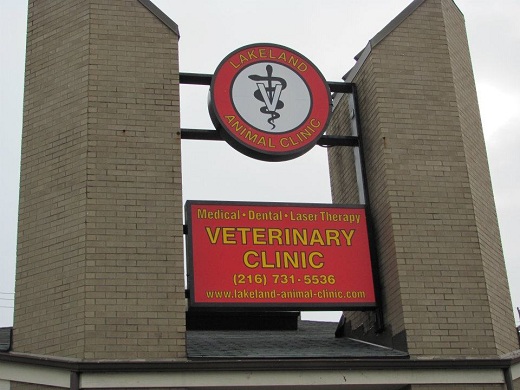 LAKELAND
V
ANIMAL CLINIC
Medical • Dental • Laser Therapy
VETERINARY
CLINIC
(216) 731-5536
www.lakeland-animal-clinic.com